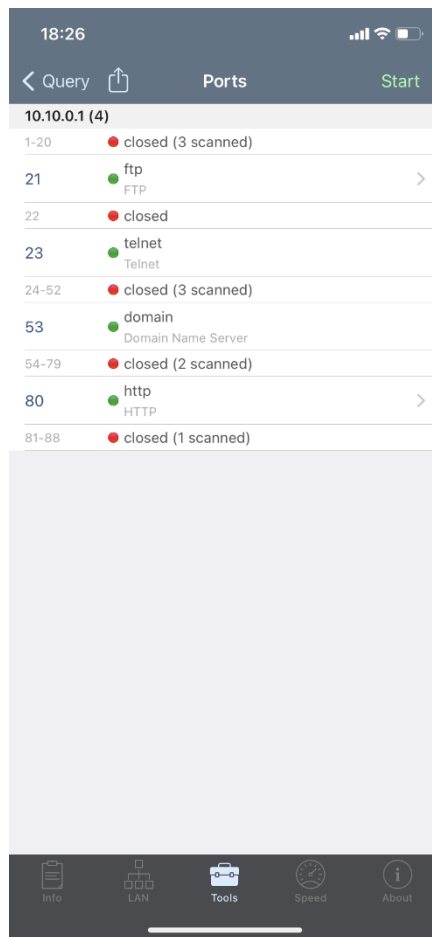 18:26
Query
Ports
Start
10.10.0.1 (4)
1-20 closed (3 scanned)
21 ftp
FTP
22 closed
23 telnet
Telnet
24-52 closed (3 scanned)
53 domain
Domain Name Server
54-79 closed (2 scanned)
80 http
HTTP
81-88 closed (1 scanned)
Info
LAN
Tools
Speed
About